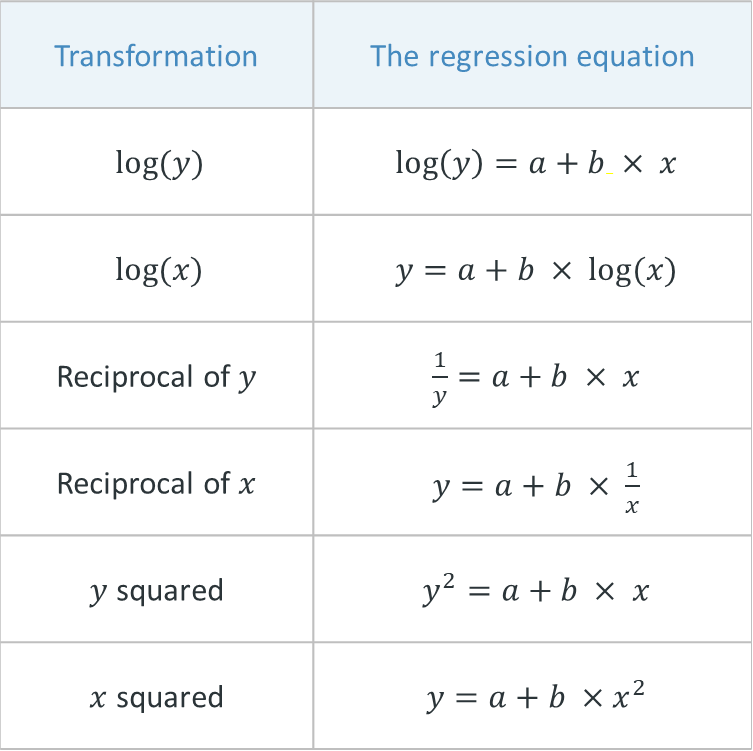 Transformation The regression equation
log(y) log(y) = a + b × x
log(x) y = a + b × log(x)
Reciprocal of y 1/y = a + b × x
Reciprocal of x y = a + b × 1/x
y squared y² = a + b × x
x squared y = a + b × x²